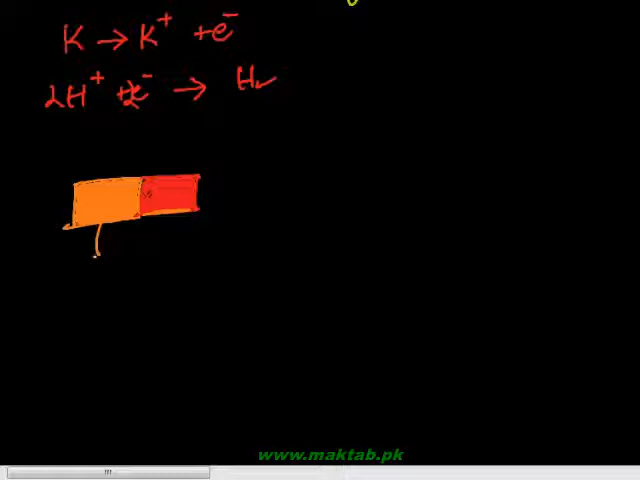 K → K⁺ + e⁻
2H⁺ + 2e⁻ → H₂
www.maktab.pk